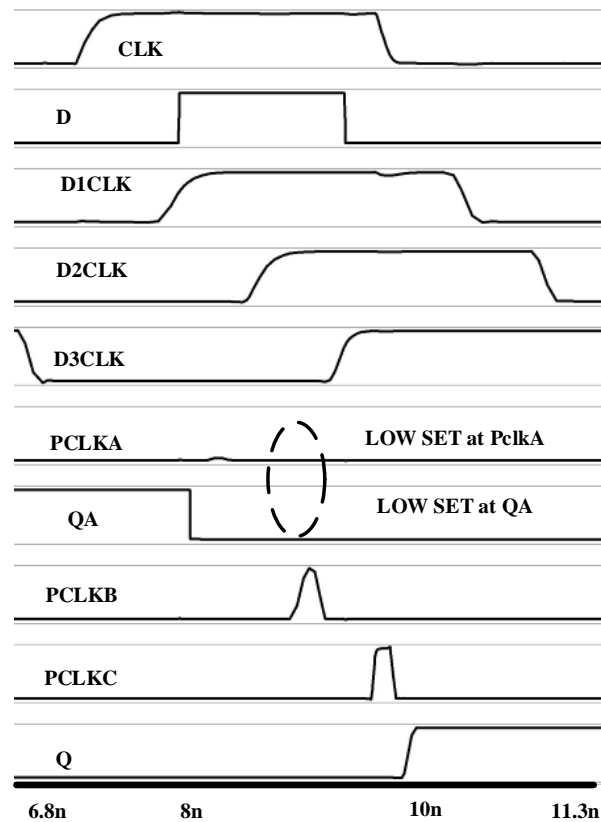 CLK
D
D1CLK
D2CLK
D3CLK
PCLKA LOW SET at PclkA
QA LOW SET at QA
PCLKB
PCLKC
Q
6.8n 8n 10n 11.3n